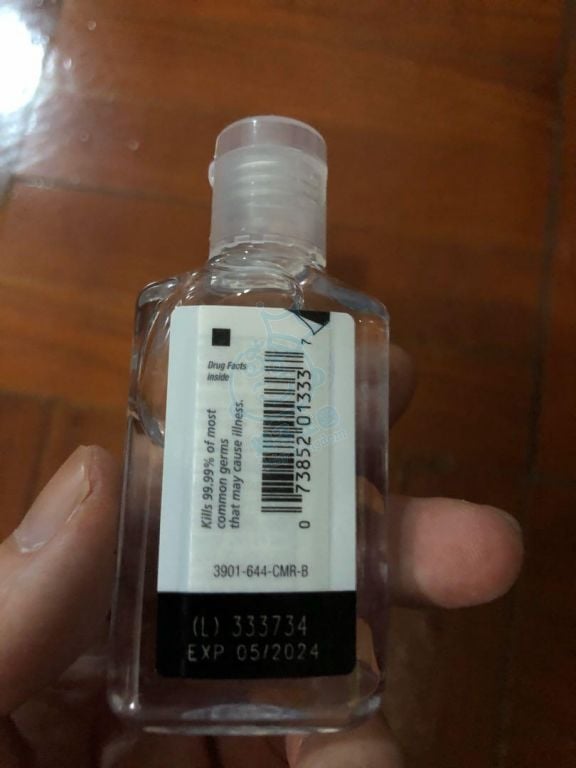 Drug Facts
inside
Kills 99.99% of most
common germs
that may cause illness.
0 73852 01333 7
3901-644-CMR-B
(L) 333734
EXP 05/2024